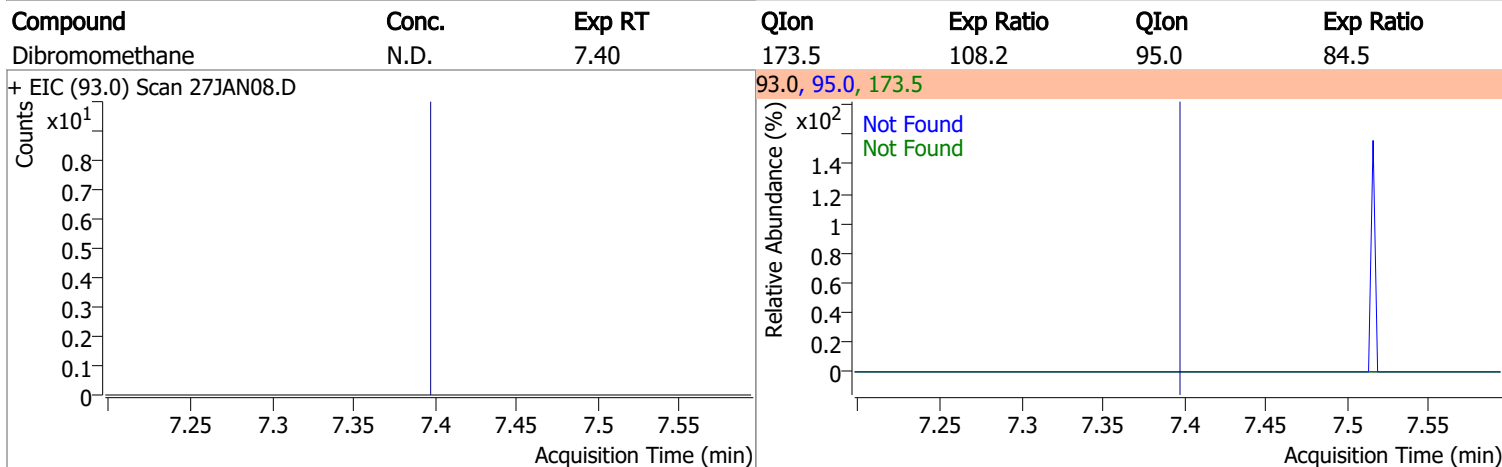 Compound Conc. Exp RT QIon Exp Ratio QIon Exp Ratio
Dibromomethane N.D. 7.40 173.5 108.2 95.0 84.5
+ EIC (93.0) Scan 27JAN08.D
Counts
x10¹
0.8
0.7
0.6
0.5
0.4
0.3
0.2
0.1
0
7.25 7.3 7.35 7.4 7.45 7.5 7.55
Acquisition Time (min)
93.0, 95.0, 173.5
Relative Abundance (%)
x10²
Not Found
Not Found
1.4
1.2
1
0.8
0.6
0.4
0.2
0
7.25 7.3 7.35 7.4 7.45 7.5 7.55
Acquisition Time (min)